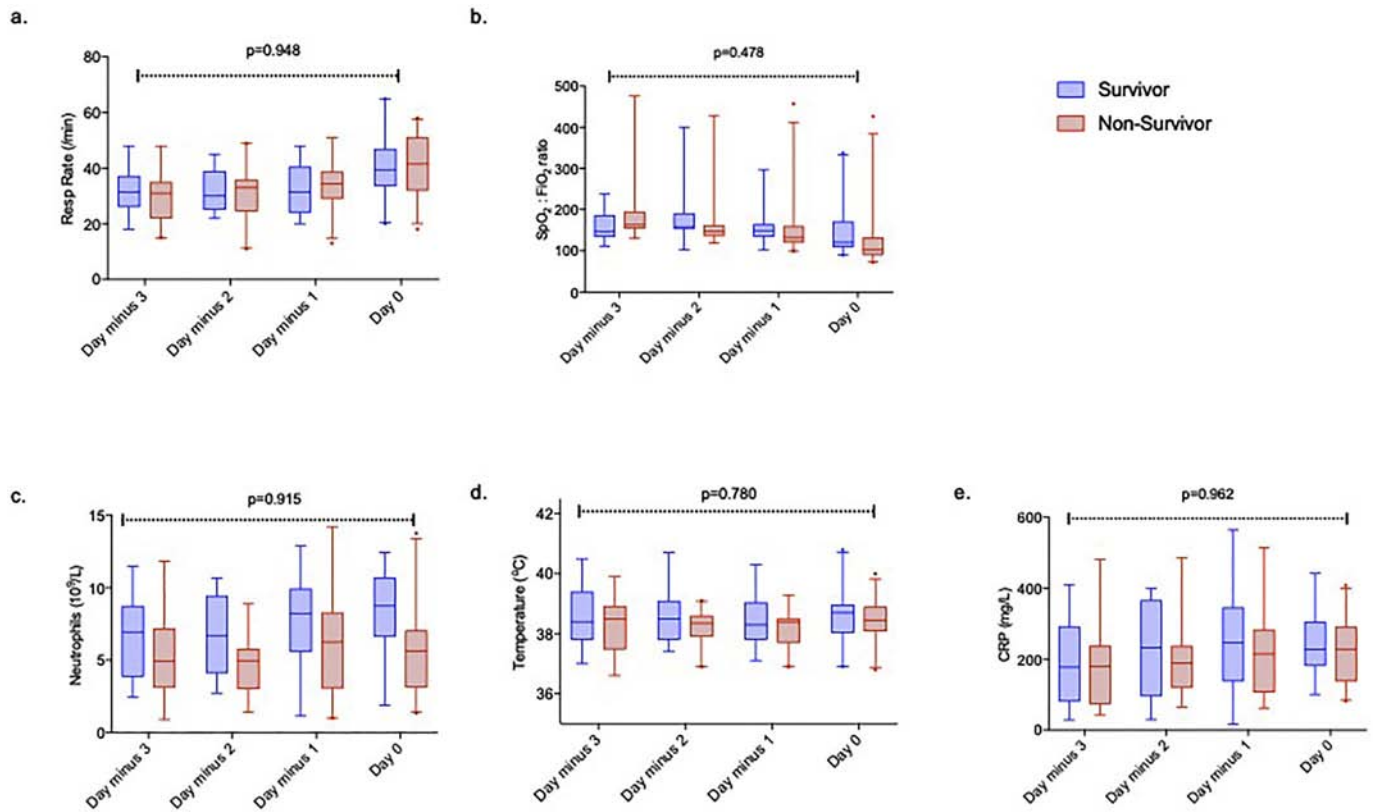 a.
p=0.948
Resp Rate (/min)
80
60
40
20
0
Day minus 3
Day minus 2
Day minus 1
Day 0
b.
p=0.478
SpO₂ : FiO₂ ratio
500
400
300
200
100
0
Day minus 3
Day minus 2
Day minus 1
Day 0
Survivor
Non-Survivor
c.
p=0.915
Neutrophils (10⁹/L)
15
10
5
0
Day minus 3
Day minus 2
Day minus 1
Day 0
d.
p=0.780
Temperature (⁰C)
42
40
38
36
Day minus 3
Day minus 2
Day minus 1
Day 0
e.
p=0.962
CRP (mg/L)
600
400
200
0
Day minus 3
Day minus 2
Day minus 1
Day 0